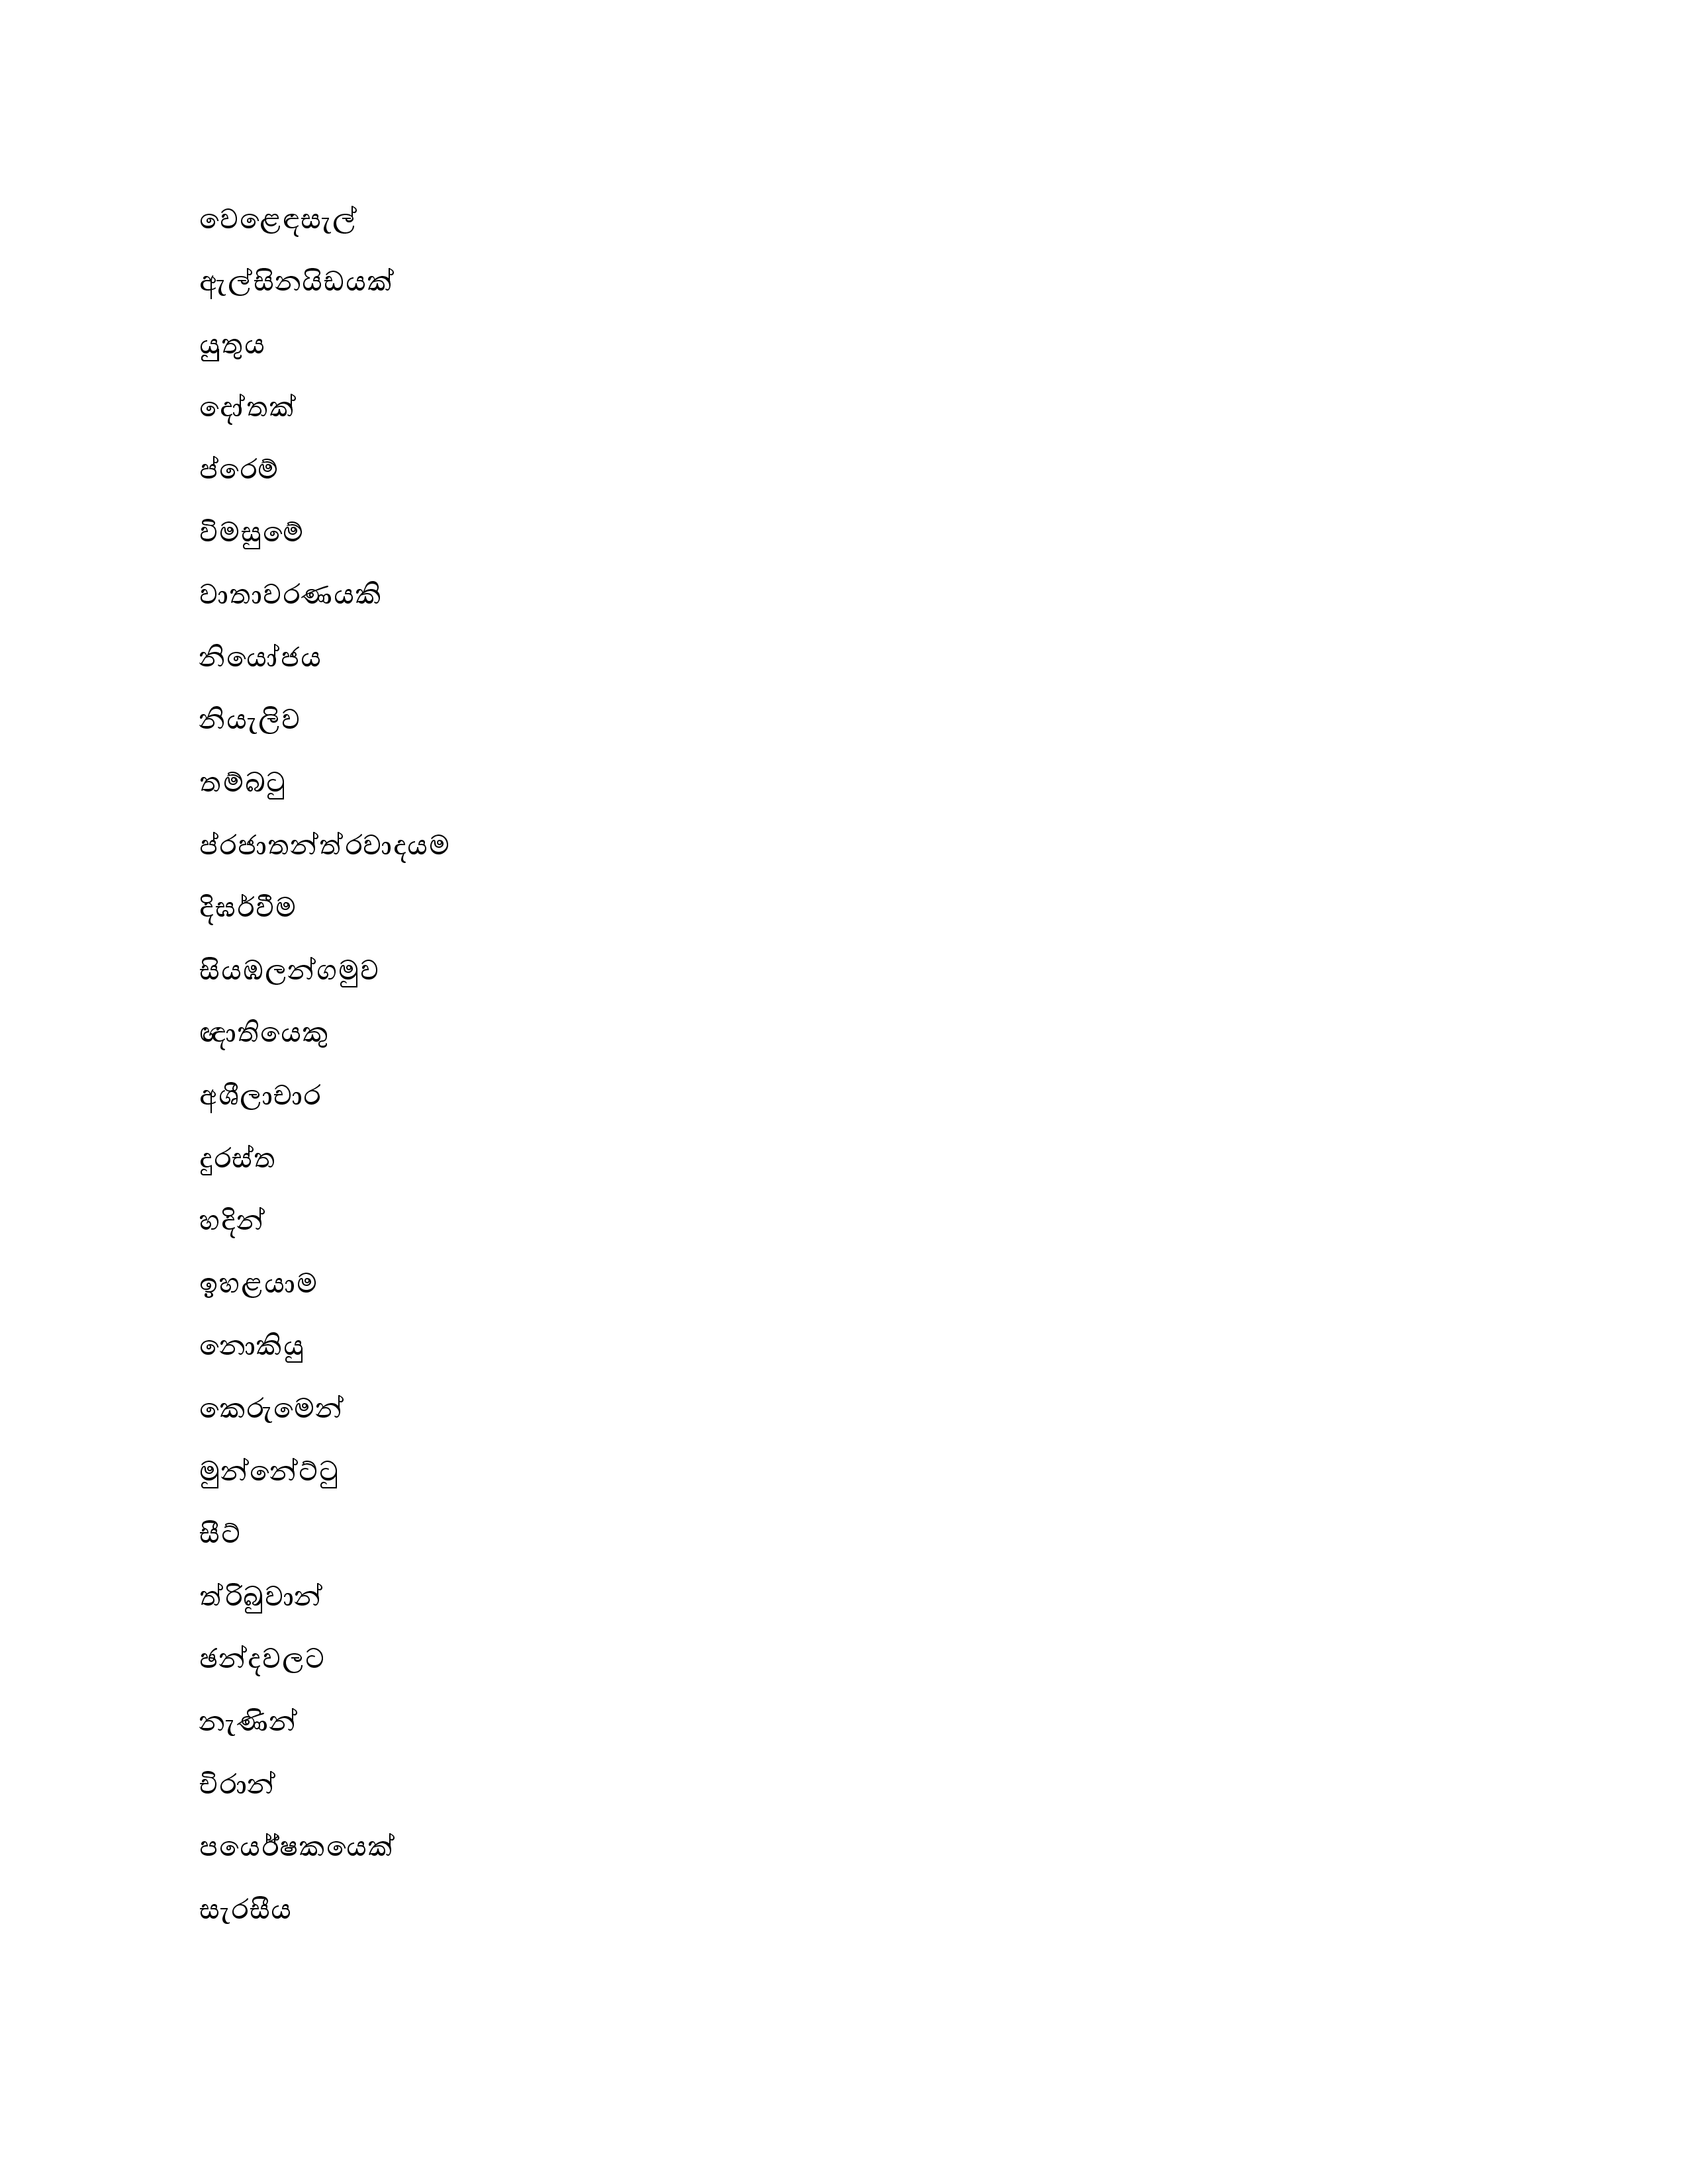 වෙළෙඳසැල්
ඇල්සිනයිඩයක්
යුතුය
දෝතක්
ප්රෙම්
විමසුමේ
වාතාවරණයකි
නියෝජය
නියැලිව
තම්බටු
ප්රජාතන්ත්රවාදයම
දිඝර්වීම
සියඹලන්ගමුව
ඥාතියෙකු
අශීලාචාර
දුරස්ත
හදින්
ඉහළයාම
නොකියු
කෙරුමෙන්
මුන්නේට්ටු
සීට්
ත්රිබුවාන්
ඡන්දවලට
නැණින්
චිරාන්
පයෙර්ෂකයෙක්
සැරසීය